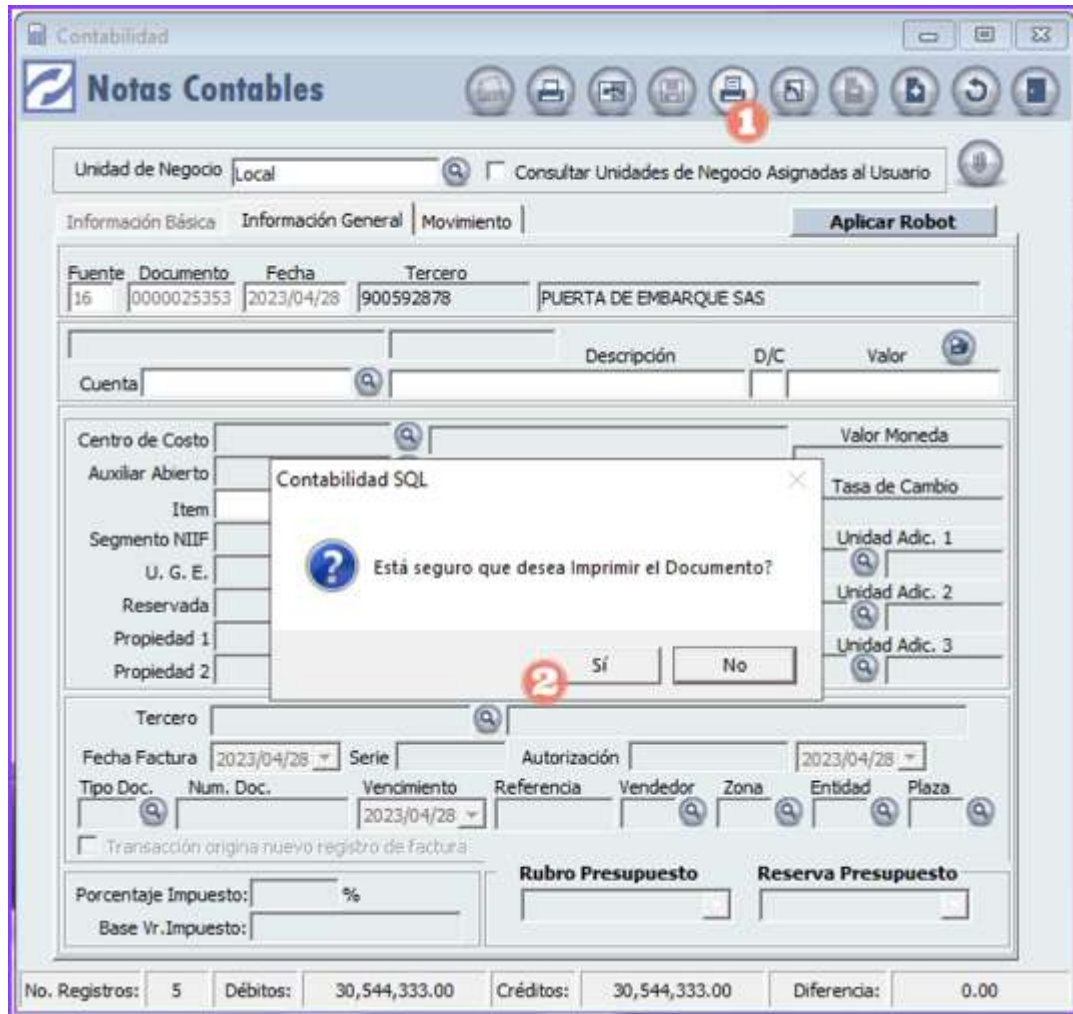 Contabilidad
Notas Contables
1
Unidad de Negocio Local Consultar Unidades de Negocio Asignadas al Usuario
Información Básica Información General Movimiento Aplicar Robot
Fuente Documento Fecha Tercero
16 0000025353 2023/04/28 900592878 PUERTA DE EMBARQUE SAS
Descripción D/C Valor
Cuenta
Centro de Costo Valor Moneda
Auxiliar Abierto Contabilidad SQL Tasa de Cambio
Item
Segmento NIIF Unidad Adic. 1
Está seguro que desea Imprimir el Documento?
U. G. E. Unidad Adic. 2
Reservada
Propiedad 1 Unidad Adic. 3
Propiedad 2 2 Sí No
Tercero
Fecha Factura 2023/04/28 Serie Autorización 2023/04/28
Tipo Doc. Num. Doc. Vencimiento Referencia Vendedor Zona Entidad Plaza
2023/04/28
Transacción origina nuevo registro de factura
Rubro Presupuesto Reserva Presupuesto
Porcentaje Impuesto: %
Base Vr.Impuesto:
No. Registros: 5 Débitos: 30,544,333.00 Créditos: 30,544,333.00 Diferencia: 0.00